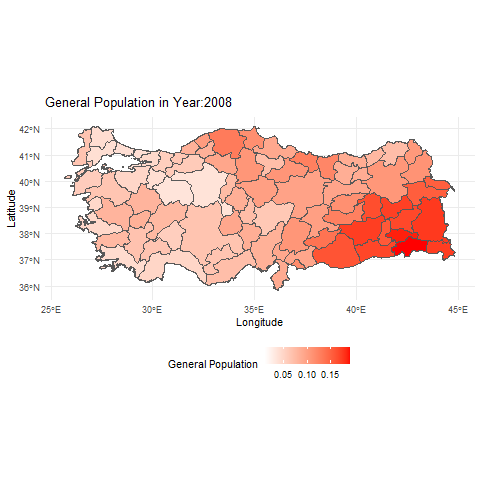 General Population in Year:2008
42°N
41°N
40°N
39°N
38°N
37°N
36°N
Latitude
25°E 30°E 35°E 40°E 45°E
Longitude
General Population
0.05 0.10 0.15